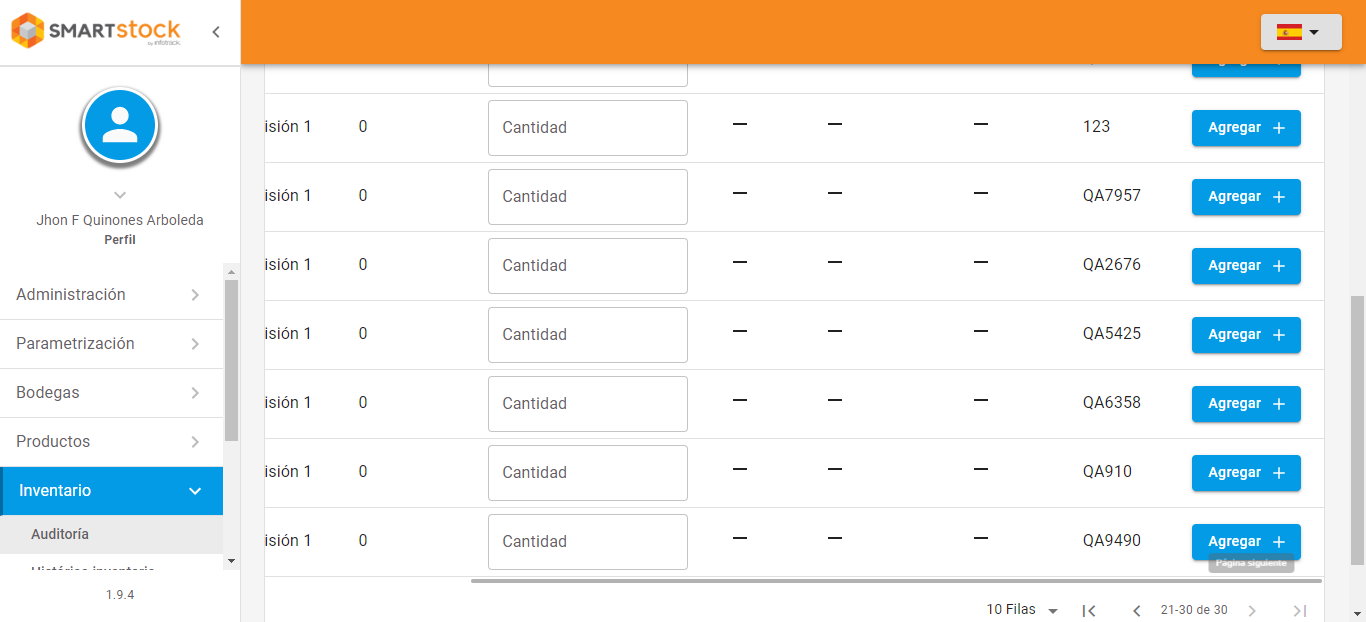 SMARTstock
by infotrack.
Jhon F Quinones Arboleda
Perfil
Administración
Parametrización
Bodegas
Productos
Inventario
Auditoría
Histórico inventario
1.9.4
isión 1 0 Cantidad — — — 123 Agregar +
isión 1 0 Cantidad — — — QA7957 Agregar +
isión 1 0 Cantidad — — — QA2676 Agregar +
isión 1 0 Cantidad — — — QA5425 Agregar +
isión 1 0 Cantidad — — — QA6358 Agregar +
isión 1 0 Cantidad — — — QA910 Agregar +
isión 1 0 Cantidad — — — QA9490 Agregar +
Página siguiente
10 Filas 21-30 de 30